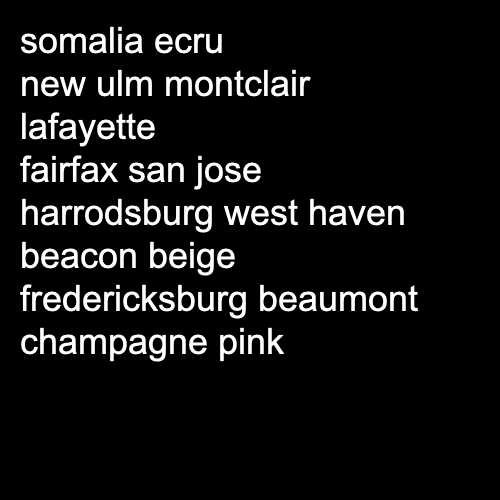 somalia ecru
new ulm montclair
lafayette
fairfax san jose
harrodsburg west haven
beacon beige
fredericksburg beaumont
champagne pink